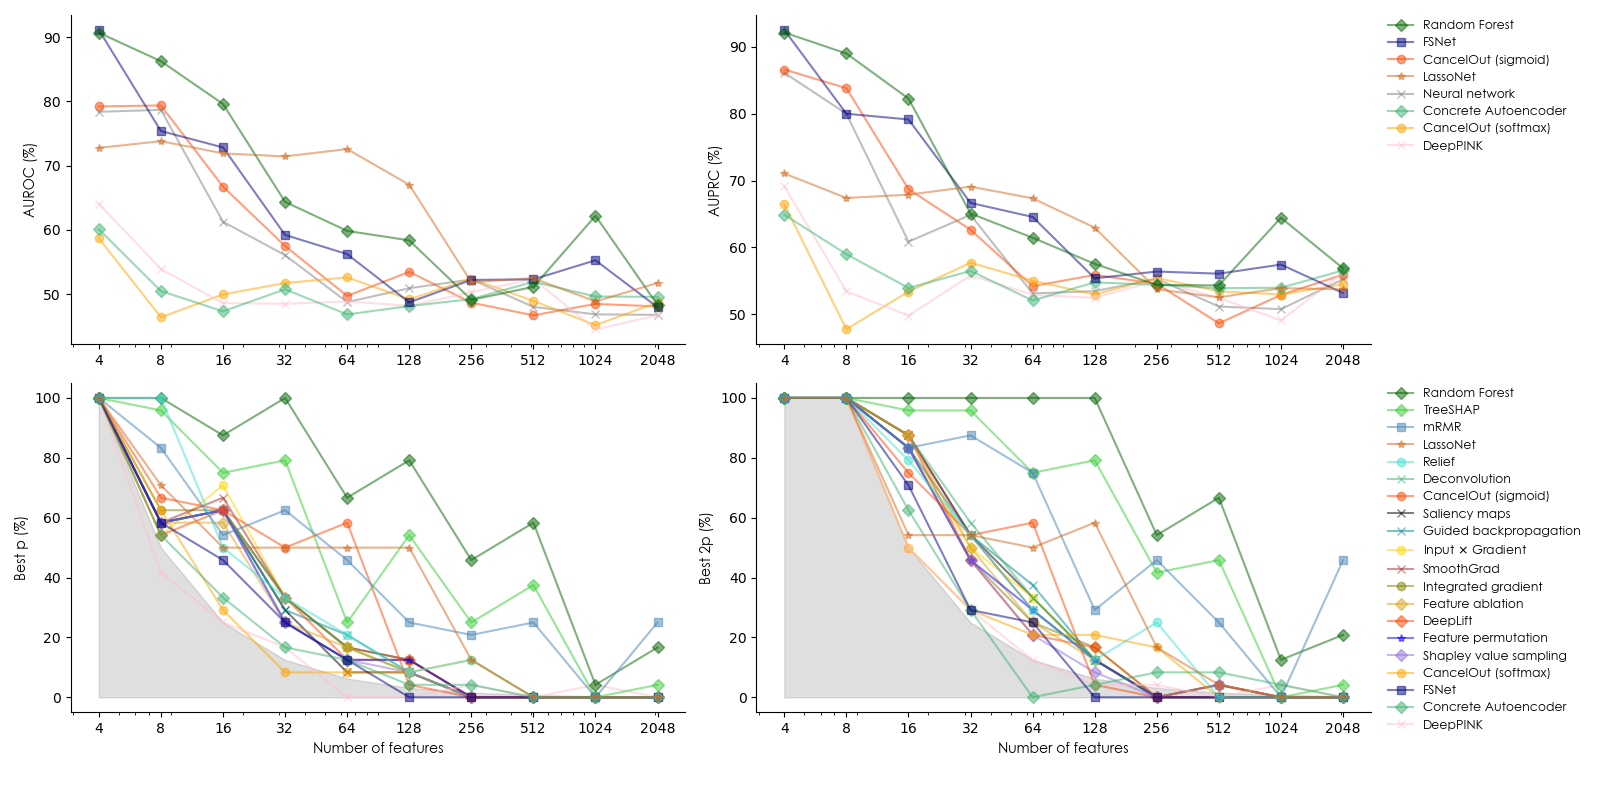 AUROC (%)
90
80
70
60
50
4 8 16 32 64 128 256 512 1024 2048
AUPRC (%)
90
80
70
60
50
4 8 16 32 64 128 256 512 1024 2048
Random Forest
FSNet
CancelOut (sigmoid)
LassoNet
Neural network
Concrete Autoencoder
CancelOut (softmax)
DeepPINK
Best p (%)
100
80
60
40
20
0
4 8 16 32 64 128 256 512 1024 2048
Number of features
Best 2p (%)
100
80
60
40
20
0
4 8 16 32 64 128 256 512 1024 2048
Number of features
Random Forest
TreeSHAP
mRMR
LassoNet
Relief
Deconvolution
CancelOut (sigmoid)
Saliency maps
Guided backpropagation
Input × Gradient
SmoothGrad
Integrated gradient
Feature ablation
DeepLift
Feature permutation
Shapley value sampling
CancelOut (softmax)
FSNet
Concrete Autoencoder
DeepPINK